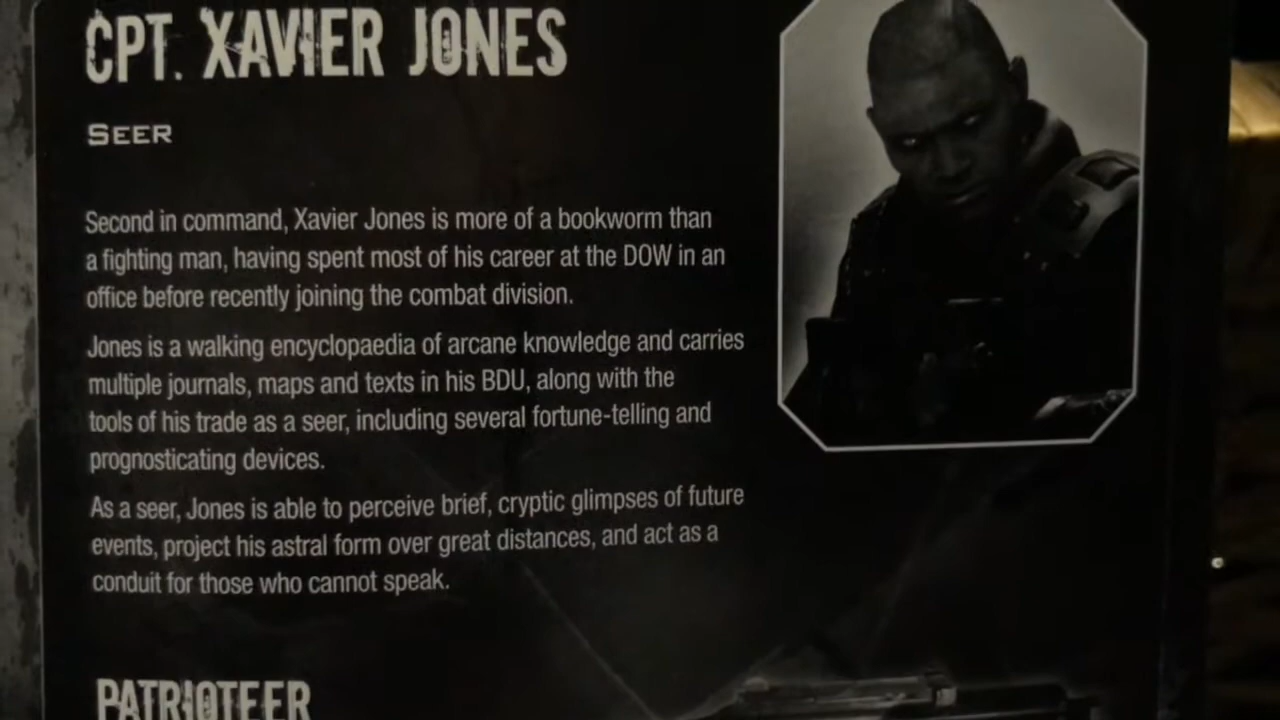 CPT. XAVIER JONES
SEER
Second in command, Xavier Jones is more of a bookworm than
a fighting man, having spent most of his career at the DOW in an
office before recently joining the combat division.
Jones is a walking encyclopaedia of arcane knowledge and carries
multiple journals, maps and texts in his BDU, along with the
tools of his trade as a seer, including several fortune-telling and
prognosticating devices.
As a seer, Jones is able to perceive brief, cryptic glimpses of future
events, project his astral form over great distances, and act as a
conduit for those who cannot speak.
PATRIOTEER